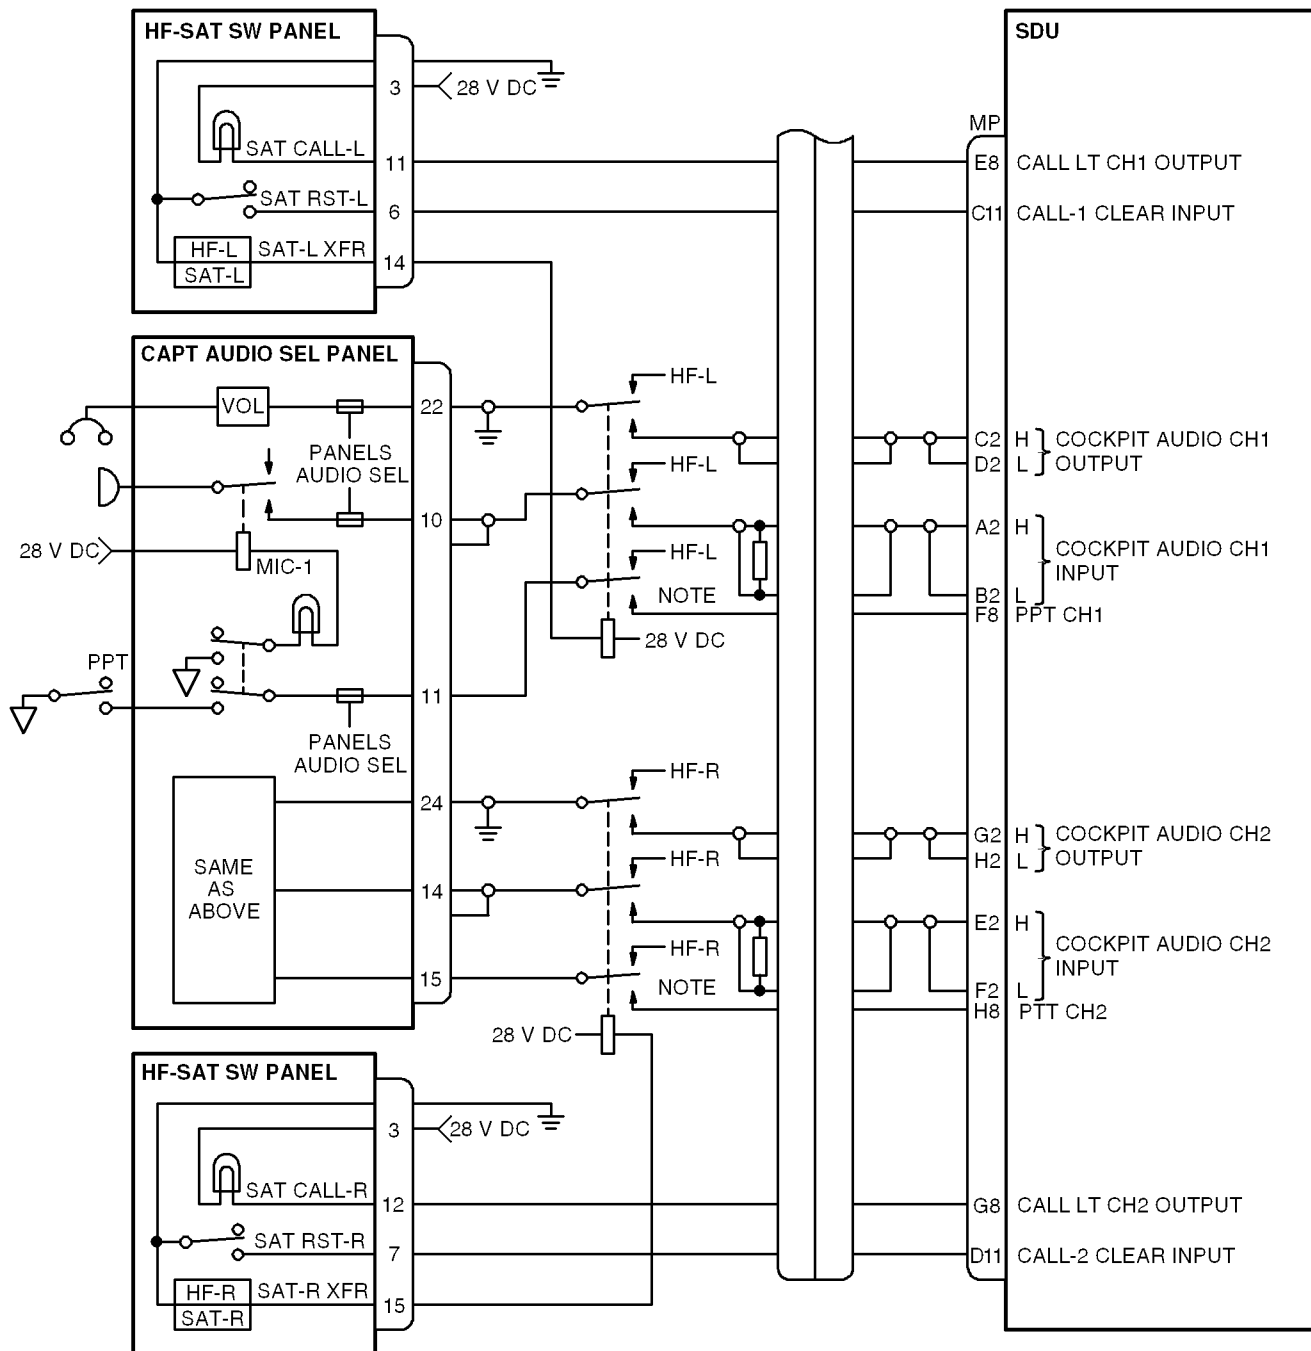 HF-SAT SW PANEL
3
28 V DC
SAT CALL-L
11
SAT RST-L
6
HF-L
SAT-L
SAT-L XFR
14
CAPT AUDIO SEL PANEL
VOL
22
PANELS
AUDIO SEL
10
28 V DC
MIC-1
PPT
11
PANELS
AUDIO SEL
SAME
AS
ABOVE
24
14
15
HF-L
HF-L
HF-L
NOTE
28 V DC
HF-R
HF-R
HF-R
NOTE
28 V DC
HF-SAT SW PANEL
3
28 V DC
SAT CALL-R
12
SAT RST-R
7
HF-R
SAT-R
SAT-R XFR
15
SDU
MP
E8 CALL LT CH1 OUTPUT
C11 CALL-1 CLEAR INPUT
C2 H
D2 L
COCKPIT AUDIO CH1
OUTPUT
A2 H
COCKPIT AUDIO CH1
INPUT
B2 L
F8 PPT CH1
G2 H
H2 L
COCKPIT AUDIO CH2
OUTPUT
E2 H
COCKPIT AUDIO CH2
INPUT
F2 L
H8 PTT CH2
G8 CALL LT CH2 OUTPUT
D11 CALL-2 CLEAR INPUT